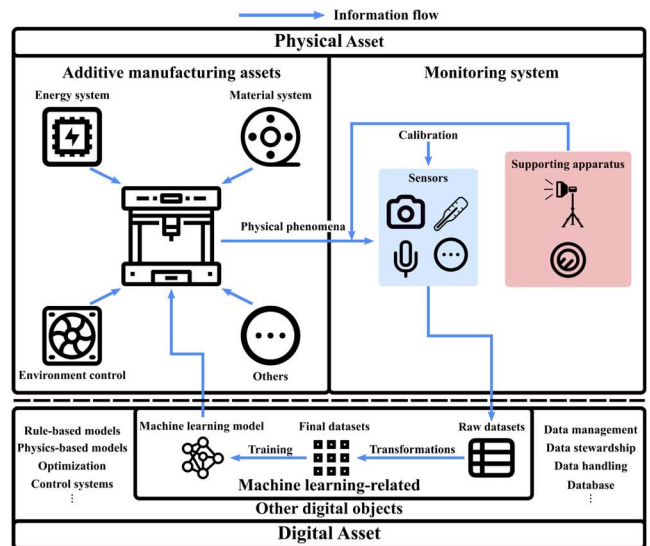 Information flow
Physical Asset
Additive manufacturing assets
Monitoring system
Energy system
Material system
Calibration
Sensors
Supporting apparatus
Physical phenomena
Environment control
Others
Rule-based models
Physics-based models
Optimization
Control systems
⋮
Machine learning model
Final datasets
Raw datasets
Training
Transformations
Machine learning-related
Data management
Data stewardship
Data handling
Database
⋮
Other digital objects
Digital Asset